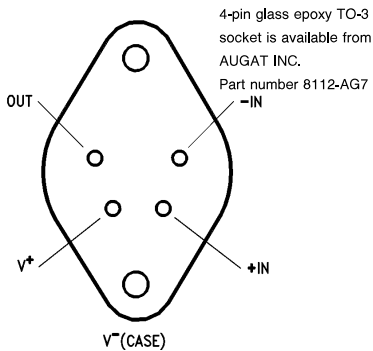 4-pin glass epoxy TO-3
socket is available from
AUGAT INC.
Part number 8112-AG7
OUT
-IN
V+
+IN
V-(CASE)